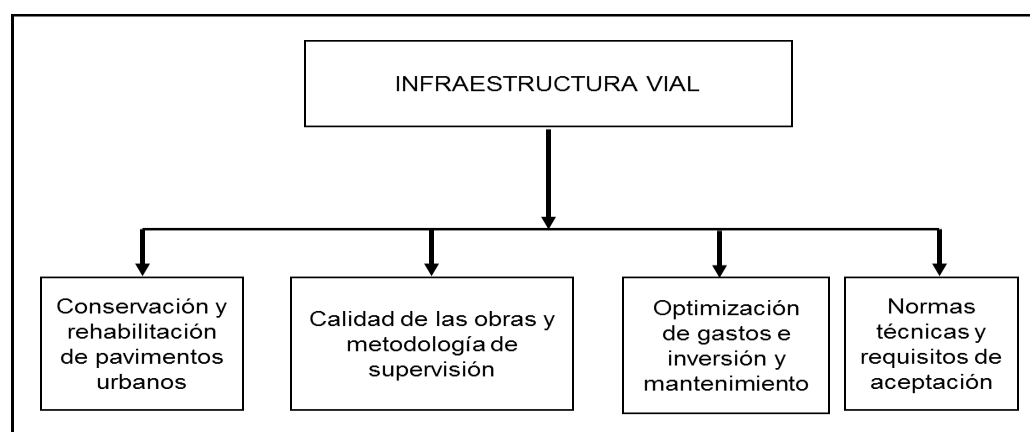 INFRAESTRUCTURA VIAL
Conservación y
rehabilitación
de pavimentos
urbanos
Calidad de las obras y
metodología de
supervisión
Optimización
de gastos e
inversión y
mantenimiento
Normas
técnicas y
requisitos de
aceptación